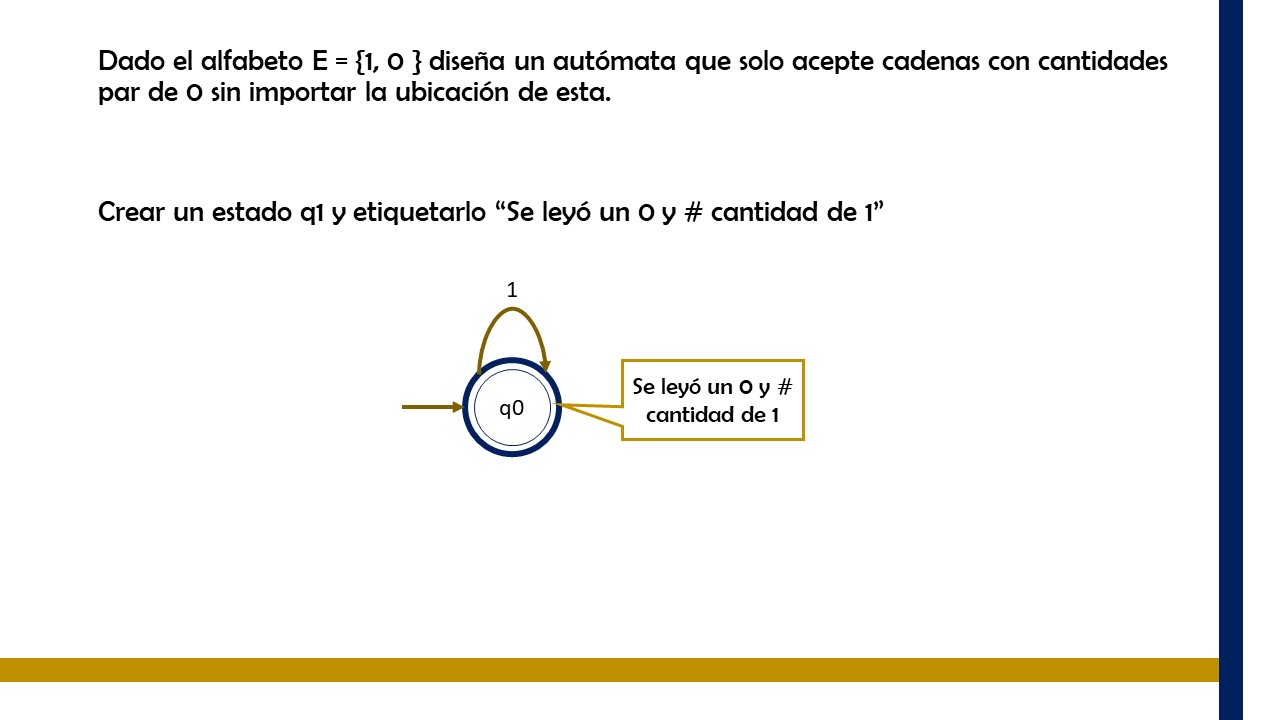 Dado el alfabeto E = {1, 0 } diseña un autómata que solo acepte cadenas con cantidades
par de 0 sin importar la ubicación de esta.
Crear un estado q1 y etiquetarlo “Se leyó un 0 y # cantidad de 1”
1
q0
Se leyó un 0 y #
cantidad de 1